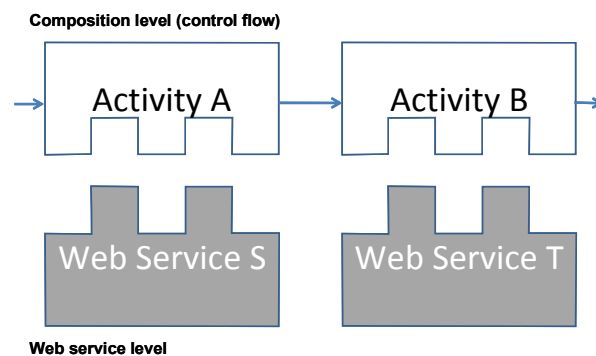 Composition level (control flow)
Activity A
Activity B
Web Service S
Web Service T
Web service level